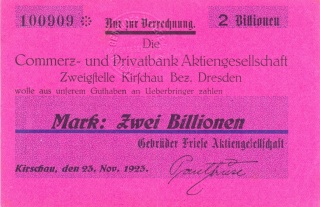 100909 * Nur zur Verrechnung. 2 Billionen
Die
Commerz- und Privatbank Aktiengesellschaft
Zweigstelle Kirschau Bez. Dresden
wolle aus unserem Guthaben an Ueberbringer zahlen
Mark: Zwei Billionen
Gebrüder Friese Aktiengesellschaft
Kirschau, den 25. Nov. 1923.